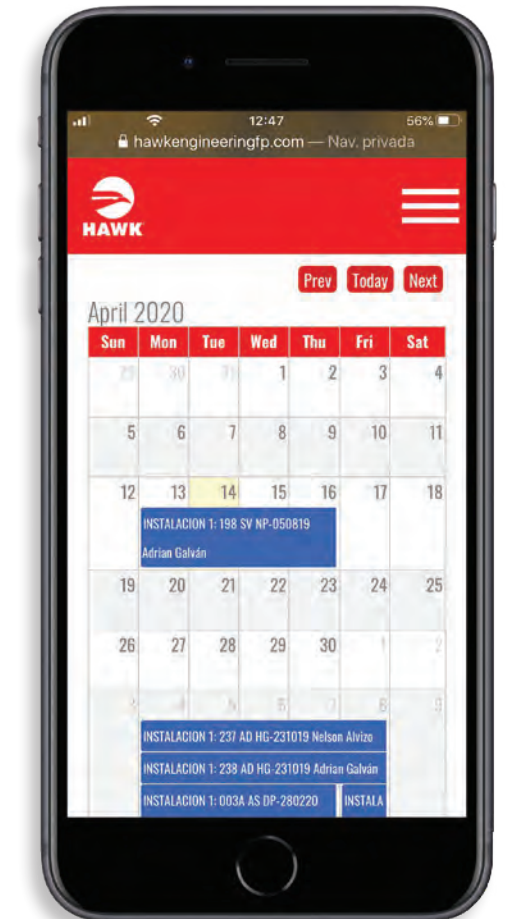 12:47
56%
hawkengineeringfp.com — Nav. privada
HAWK
Prev Today Next
April 2020
Sun Mon Tue Wed Thu Fri Sat
29 30 31 1 2 3 4
5 6 7 8 9 10 11
12 13 14 15 16 17 18
INSTALACION 1: 198 SV NP-050819
Adrian Galván
19 20 21 22 23 24 25
26 27 28 29 30 1 2
3 4 5 6 7 8 9
INSTALACION 1: 237 AD HG-231019 Nelson Alvizo
INSTALACION 1: 238 AD HG-231019 Adrian Galván
INSTALACION 1: 003A AS DP-280220 INSTALA